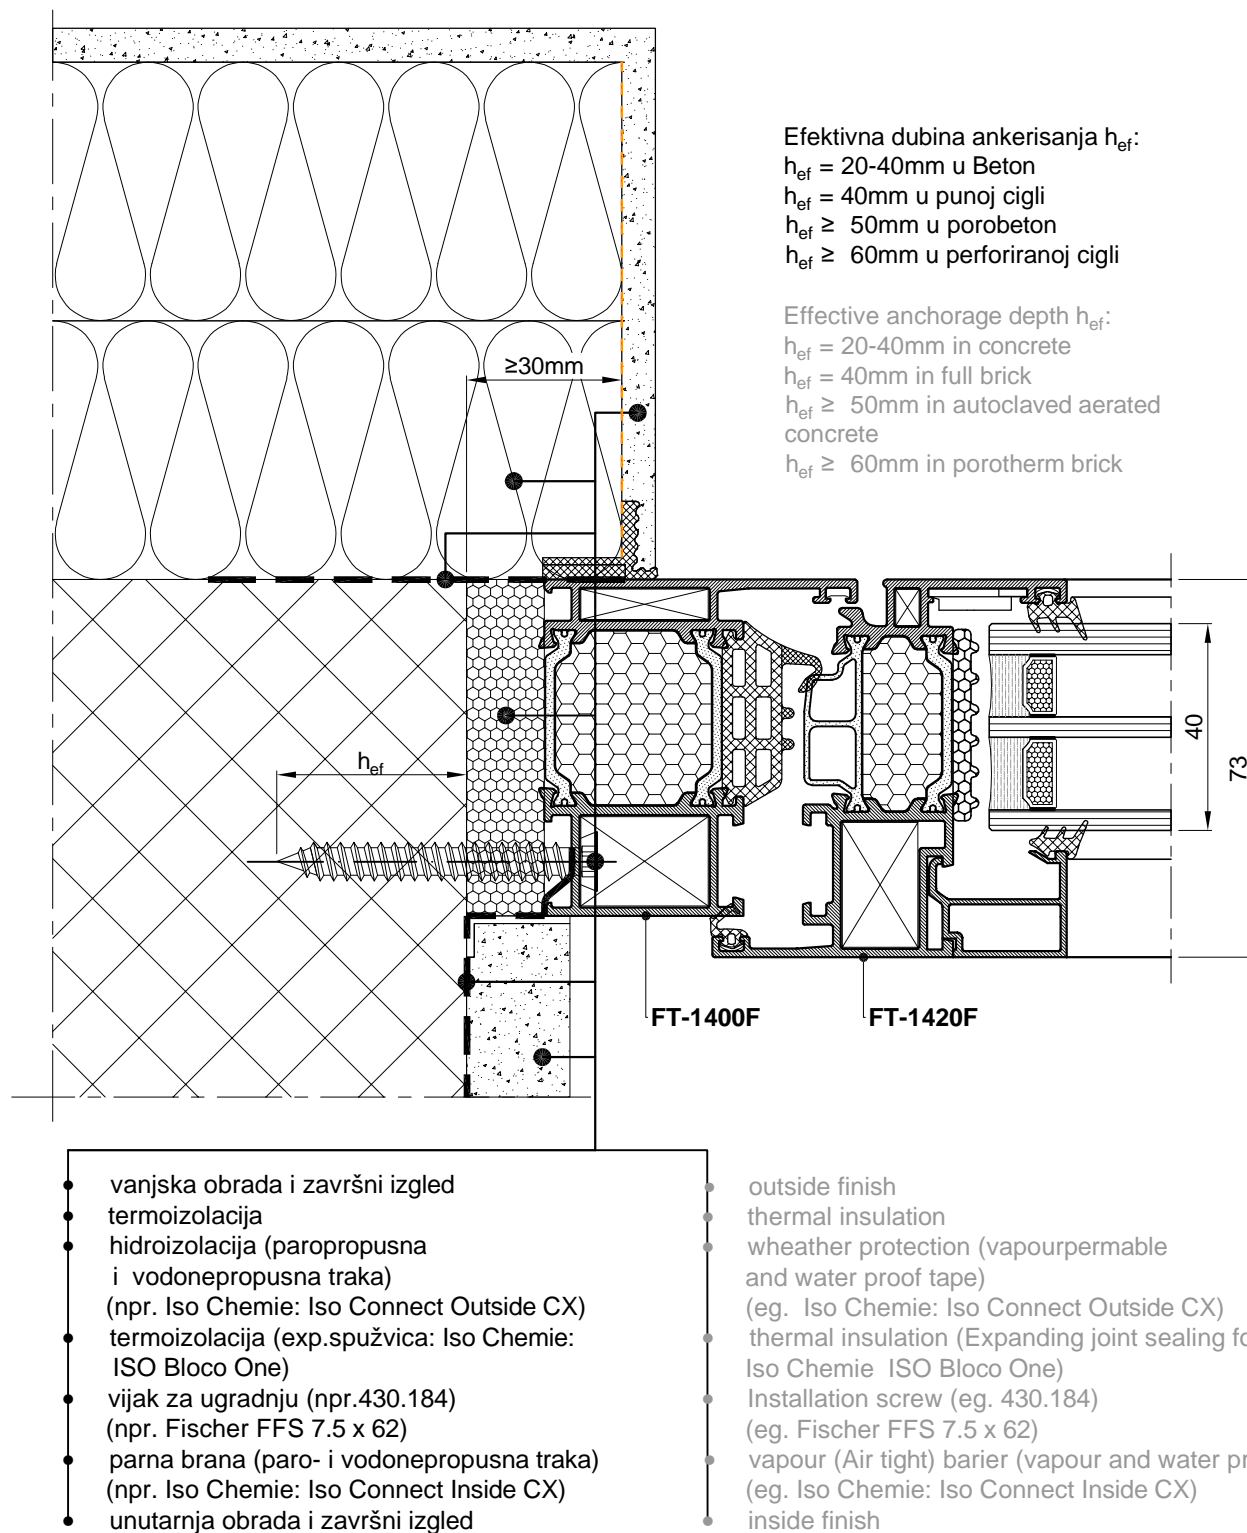 Efektivna dubina ankerisanja hef:
hef = 20-40mm u Beton
hef = 40mm u punoj cigli
hef ≥ 50mm u porobeton
hef ≥ 60mm u perforiranoj cigli
Effective anchorage depth hef:
hef = 20-40mm in concrete
hef = 40mm in full brick
hef ≥ 50mm in autoclaved aerated
concrete
hef ≥ 60mm in porotherm brick
≥30mm
40
73
hef
FT-1400F
FT-1420F
vanjska obrada i završni izgled
termoizolacija
hidroizolacija (paropropusna
i vodonepropusna traka)
(npr. Iso Chemie: Iso Connect Outside CX)
termoizolacija (exp.spužvica: Iso Chemie:
ISO Bloco One)
vijak za ugradnju (npr.430.184)
(npr. Fischer FFS 7.5 x 62)
parna brana (paro- i vodonepropusna traka)
(npr. Iso Chemie: Iso Connect Inside CX)
unutarnja obrada i završni izgled
outside finish
thermal insulation
wheather protection (vapourpermable
and water proof tape)
(eg. Iso Chemie: Iso Connect Outside CX)
thermal insulation (Expanding joint sealing
Iso Chemie ISO Bloco One)
Installation screw (eg. 430.184)
(eg. Fischer FFS 7.5 x 62)
vapour (Air tight) barier (vapour and water
(eg. Iso Chemie: Iso Connect Inside CX)
inside finish